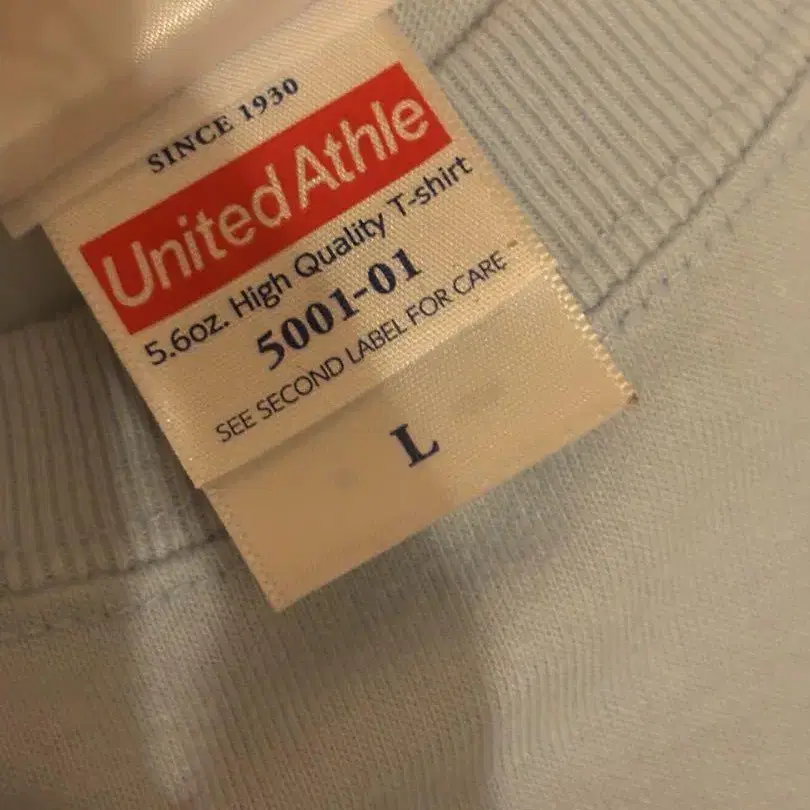 SINCE 1930
United Athle
5.6oz. High Quality T-shirt
5001-01
SEE SECOND LABEL FOR CARE
L